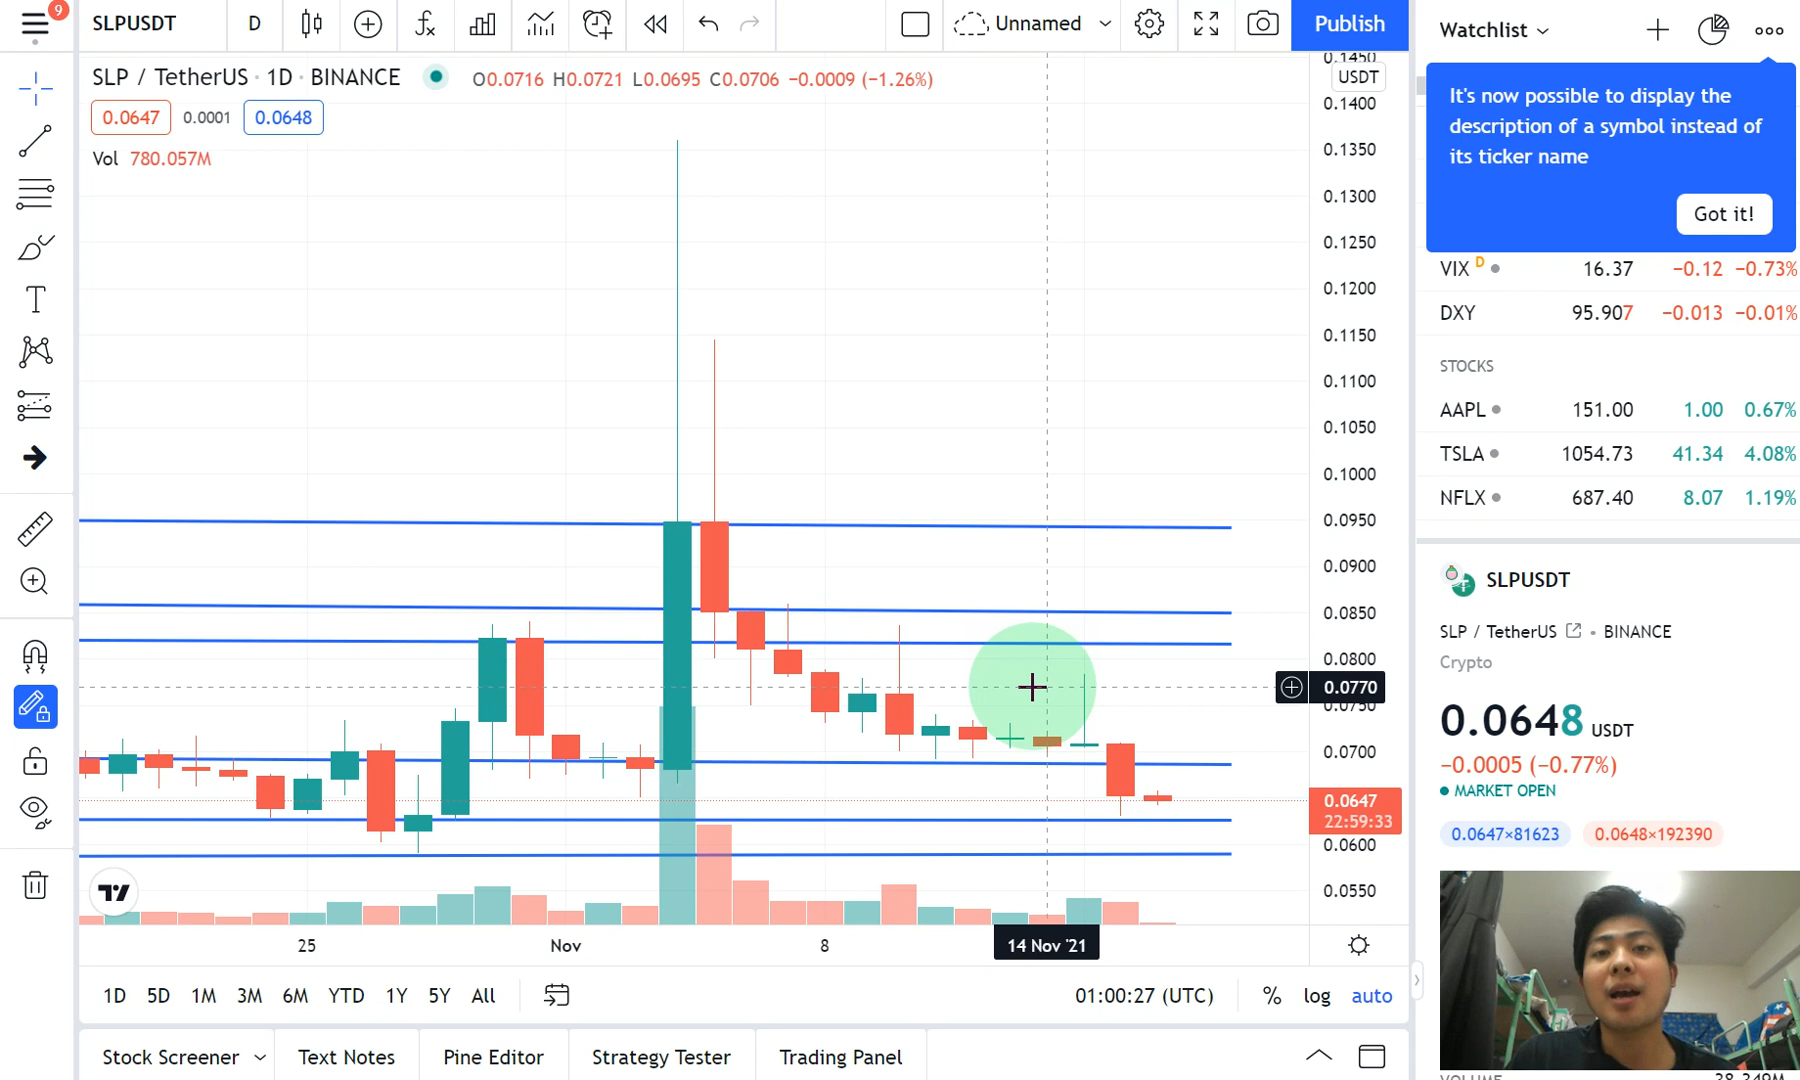 9
SLPUSDT
D
Unnamed
Publish
Watchlist
SLP / TetherUS · 1D · BINANCE
O0.0716 H0.0721 L0.0695 C0.0706 −0.0009 (−1.26%)
0.0647 0.0001 0.0648
Vol 780.057M
0.1450
USDT
0.1400
0.1350
0.1300
0.1250
0.1200
0.1150
0.1100
0.1050
0.1000
0.0950
0.0900
0.0850
0.0800
0.0770
0.0750
0.0700
0.0647
22:59:33
0.0600
0.0550
25
Nov
8
14 Nov '21
1D 5D 1M 3M 6M YTD 1Y 5Y All
01:00:27 (UTC)
% log auto
Stock Screener
Text Notes
Pine Editor
Strategy Tester
Trading Panel
It's now possible to display the
description of a symbol instead of
its ticker name
Got it!
VIX D 16.37 −0.12 −0.73%
DXY 95.907 −0.013 −0.01%
STOCKS
AAPL 151.00 1.00 0.67%
TSLA 1054.73 41.34 4.08%
NFLX 687.40 8.07 1.19%
SLPUSDT
SLP / TetherUS · BINANCE
Crypto
0.0648 USDT
−0.0005 (−0.77%)
MARKET OPEN
0.0647×81623 0.0648×192390
VOLUME 38.349M